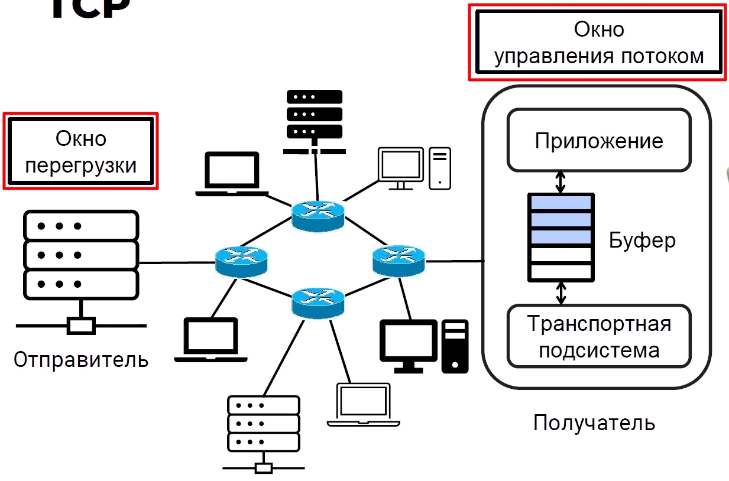 TCP
Окно
управления потоком
Окно
перегрузки
Приложение
Буфер
Транспортная
подсистема
Отправитель
Получатель